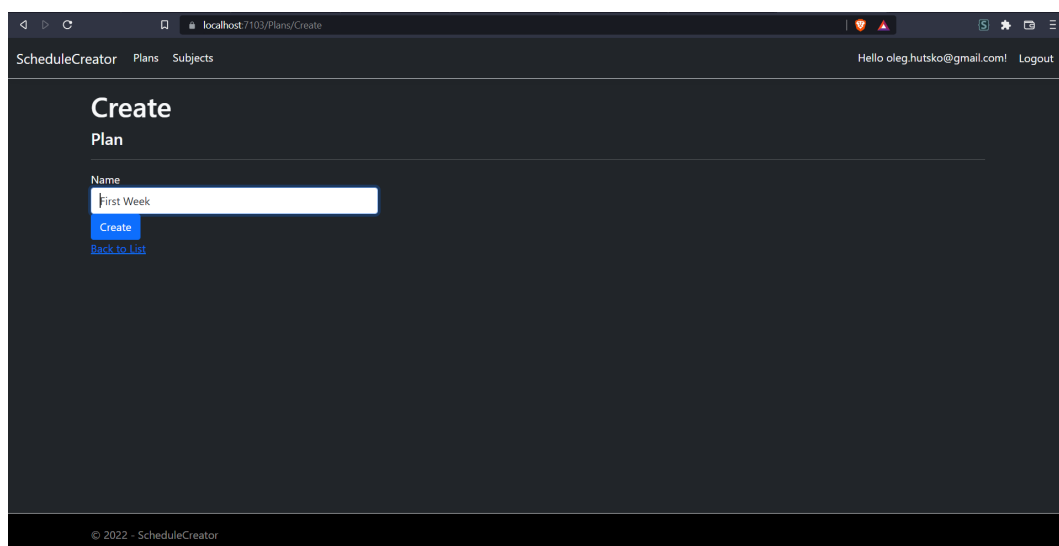 localhost:7103/Plans/Create
ScheduleCreator Plans Subjects Hello oleg.hutsko@gmail.com! Logout
Create
Plan
Name
First Week
Create
Back to List
© 2022 - ScheduleCreator